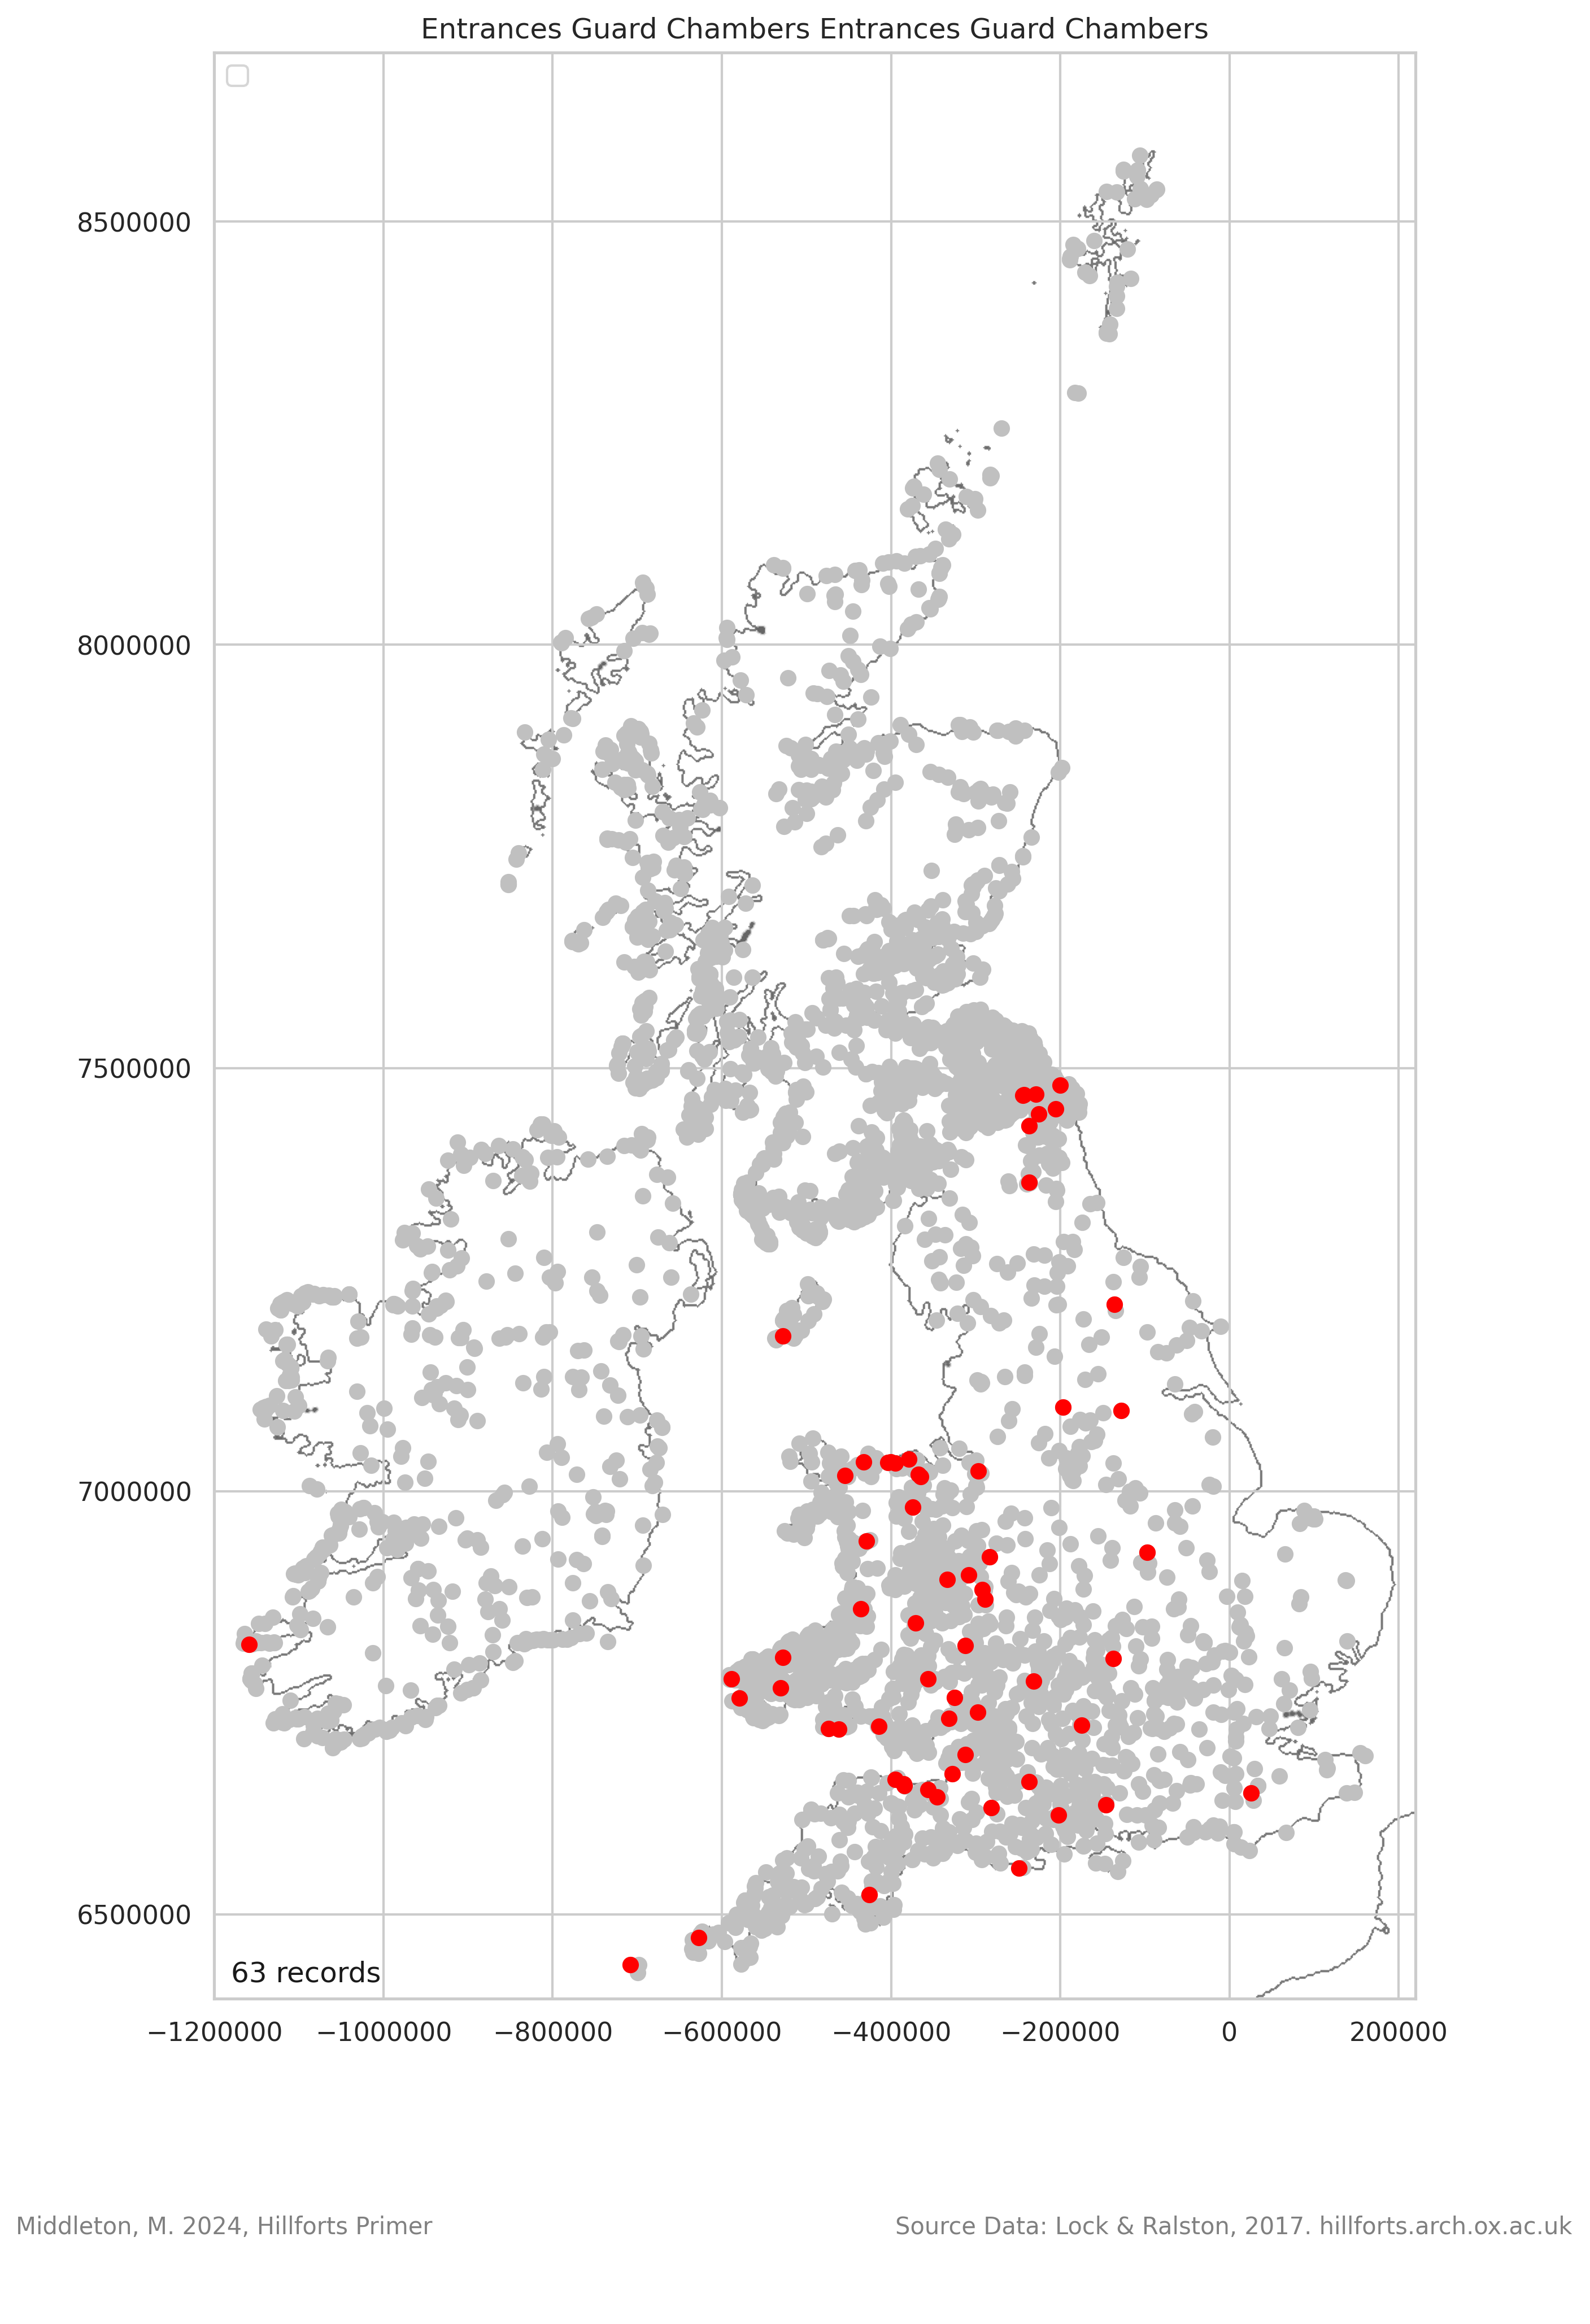 Entrances Guard Chambers Entrances Guard Chambers
8500000
8000000
7500000
7000000
6500000
63 records
−1200000 −1000000 −800000 −600000 −400000 −200000 0 200000
Middleton, M. 2024, Hillforts Primer
Source Data: Lock & Ralston, 2017. hillforts.arch.ox.ac.uk